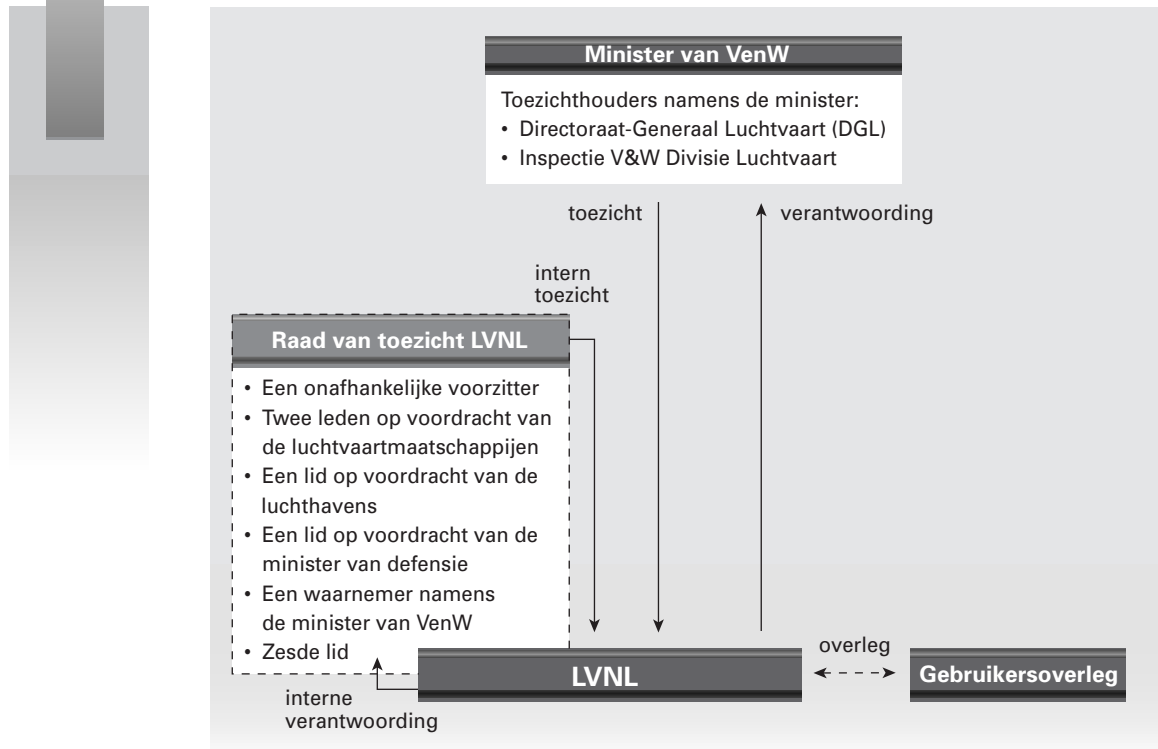 Minister van VenW
Toezichthouders namens de minister:
• Directoraat-Generaal Luchtvaart (DGL)
• Inspectie V&W Divisie Luchtvaart
toezicht
verantwoording
intern
toezicht
Raad van toezicht LVNL
• Een onafhankelijke voorzitter
• Twee leden op voordracht van
de luchtvaartmaatschappijen
• Een lid op voordracht van de
luchthavens
• Een lid op voordracht van de
minister van defensie
• Een waarnemer namens
de minister van VenW
• Zesde lid
interne
verantwoording
LVNL
overleg
Gebruikersoverleg